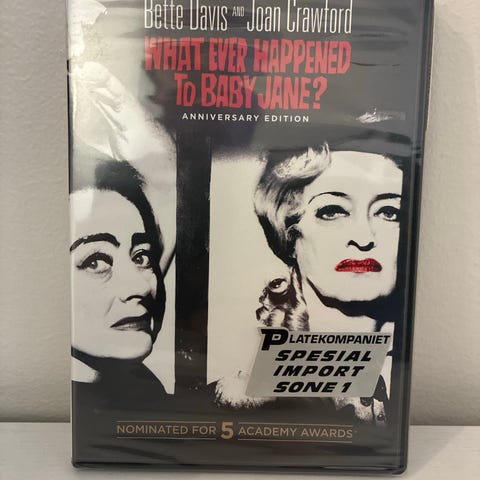 Bette Davis AND Joan Crawford
WHAT EVER HAPPENED
TO BABY JANE?
ANNIVERSARY EDITION
PLATEKOMPANIET
SPESIAL
IMPORT
SONE 1
NOMINATED FOR 5 ACADEMY AWARDS™